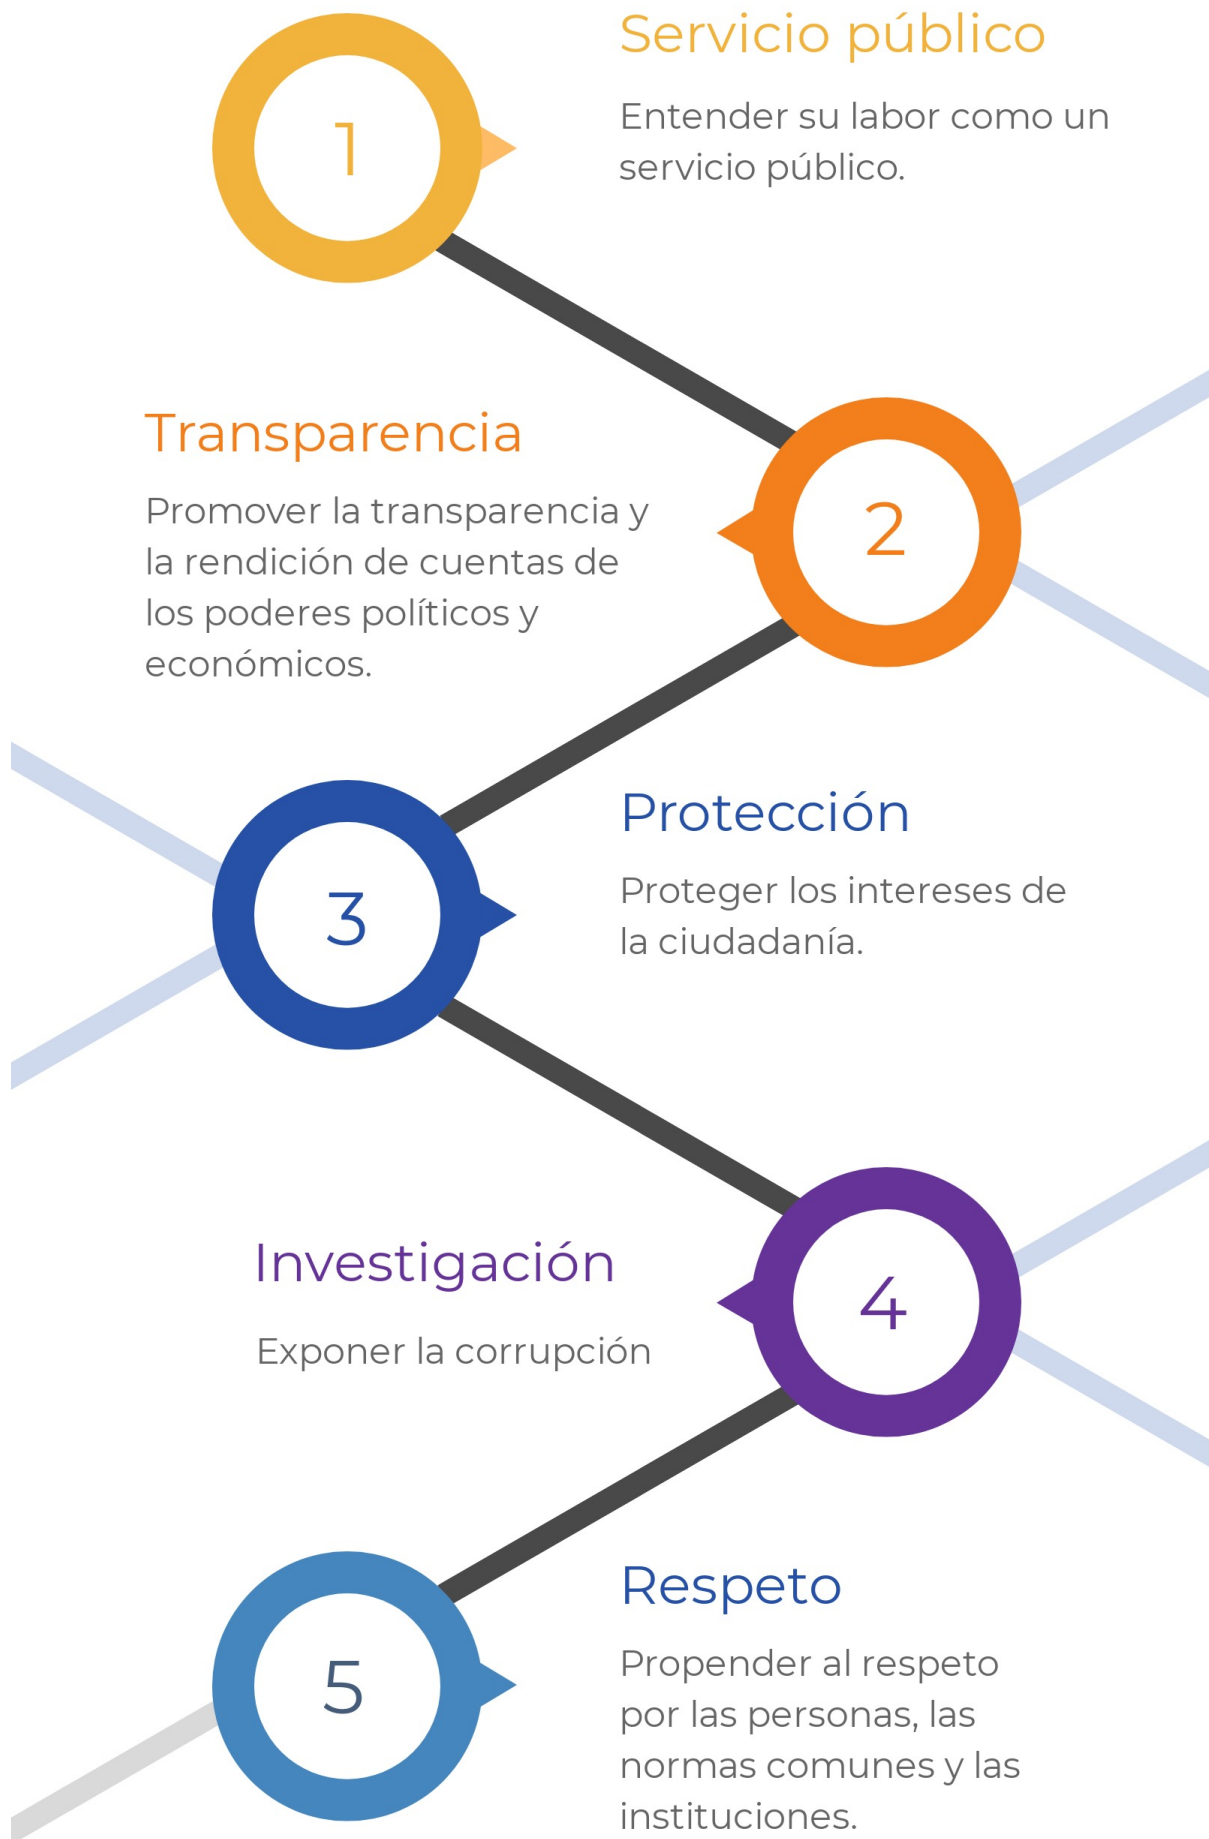 1
Servicio público
Entender su labor como un
servicio público.
2
Transparencia
Promover la transparencia y
la rendición de cuentas de
los poderes políticos y
económicos.
3
Protección
Proteger los intereses de
la ciudadanía.
4
Investigación
Exponer la corrupción
5
Respeto
Propender al respeto
por las personas, las
normas comunes y las
instituciones.